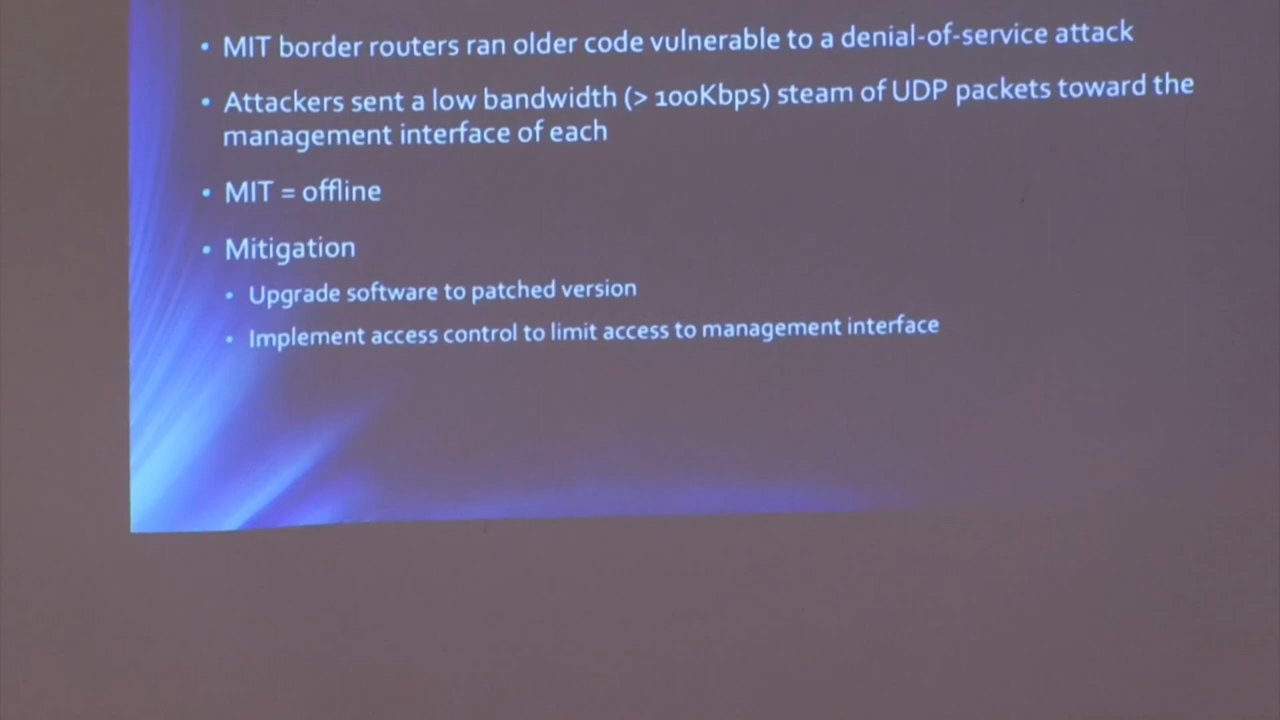 • MIT border routers ran older code vulnerable to a denial-of-service attack
• Attackers sent a low bandwidth (> 100Kbps) steam of UDP packets toward the
management interface of each
• MIT = offline
• Mitigation
• Upgrade software to patched version
• Implement access control to limit access to management interface